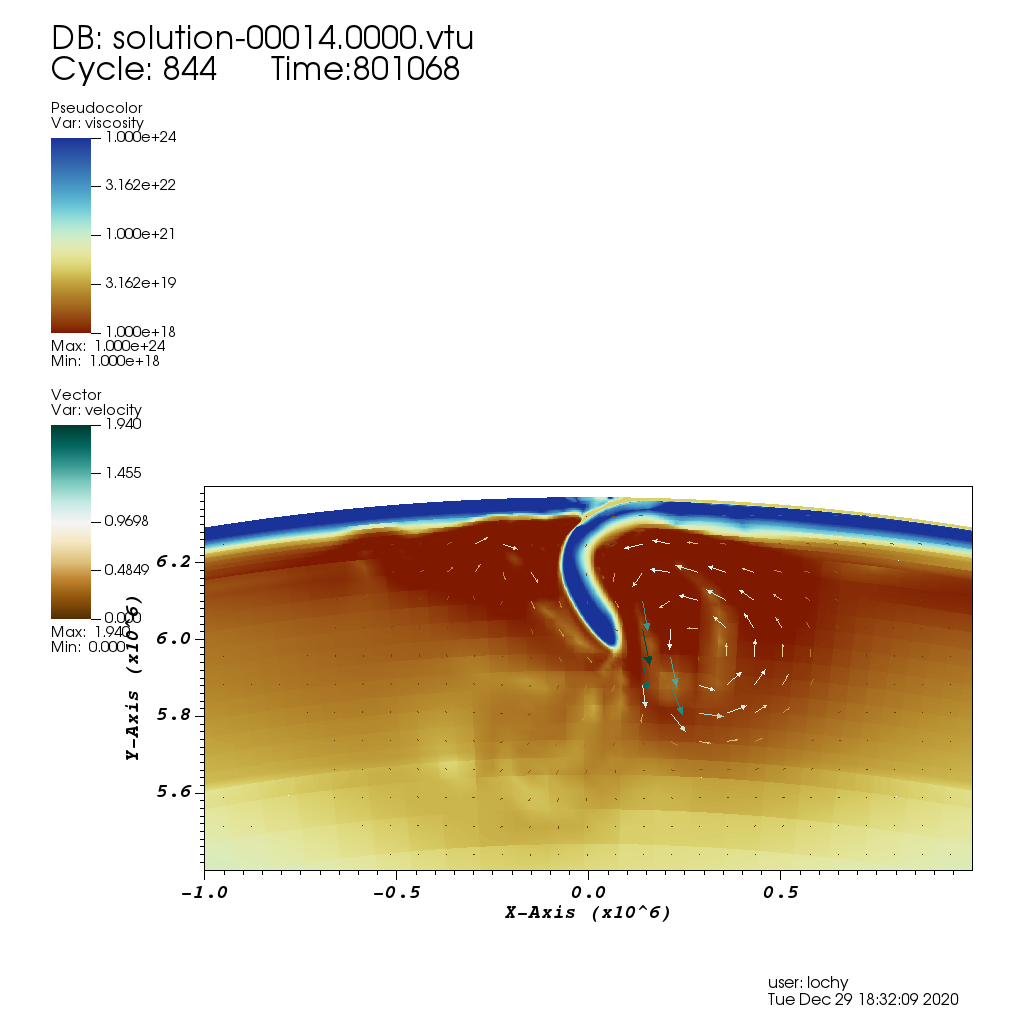 DB: solution-00014.0000.vtu
Cycle: 844 Time:801068
Pseudocolor
Var: viscosity
1.000e+24
3.162e+22
1.000e+21
3.162e+19
1.000e+18
Max: 1.000e+24
Min: 1.000e+18
Vector
Var: velocity
1.940
1.455
0.9698
0.4849
0.000
Max: 1.940
Min: 0.000
Y-Axis (x10^6)
6.2
6.0
5.8
5.6
-1.0
-0.5
0.0
0.5
X-Axis (x10^6)
user: lochy
Tue Dec 29 18:32:09 2020